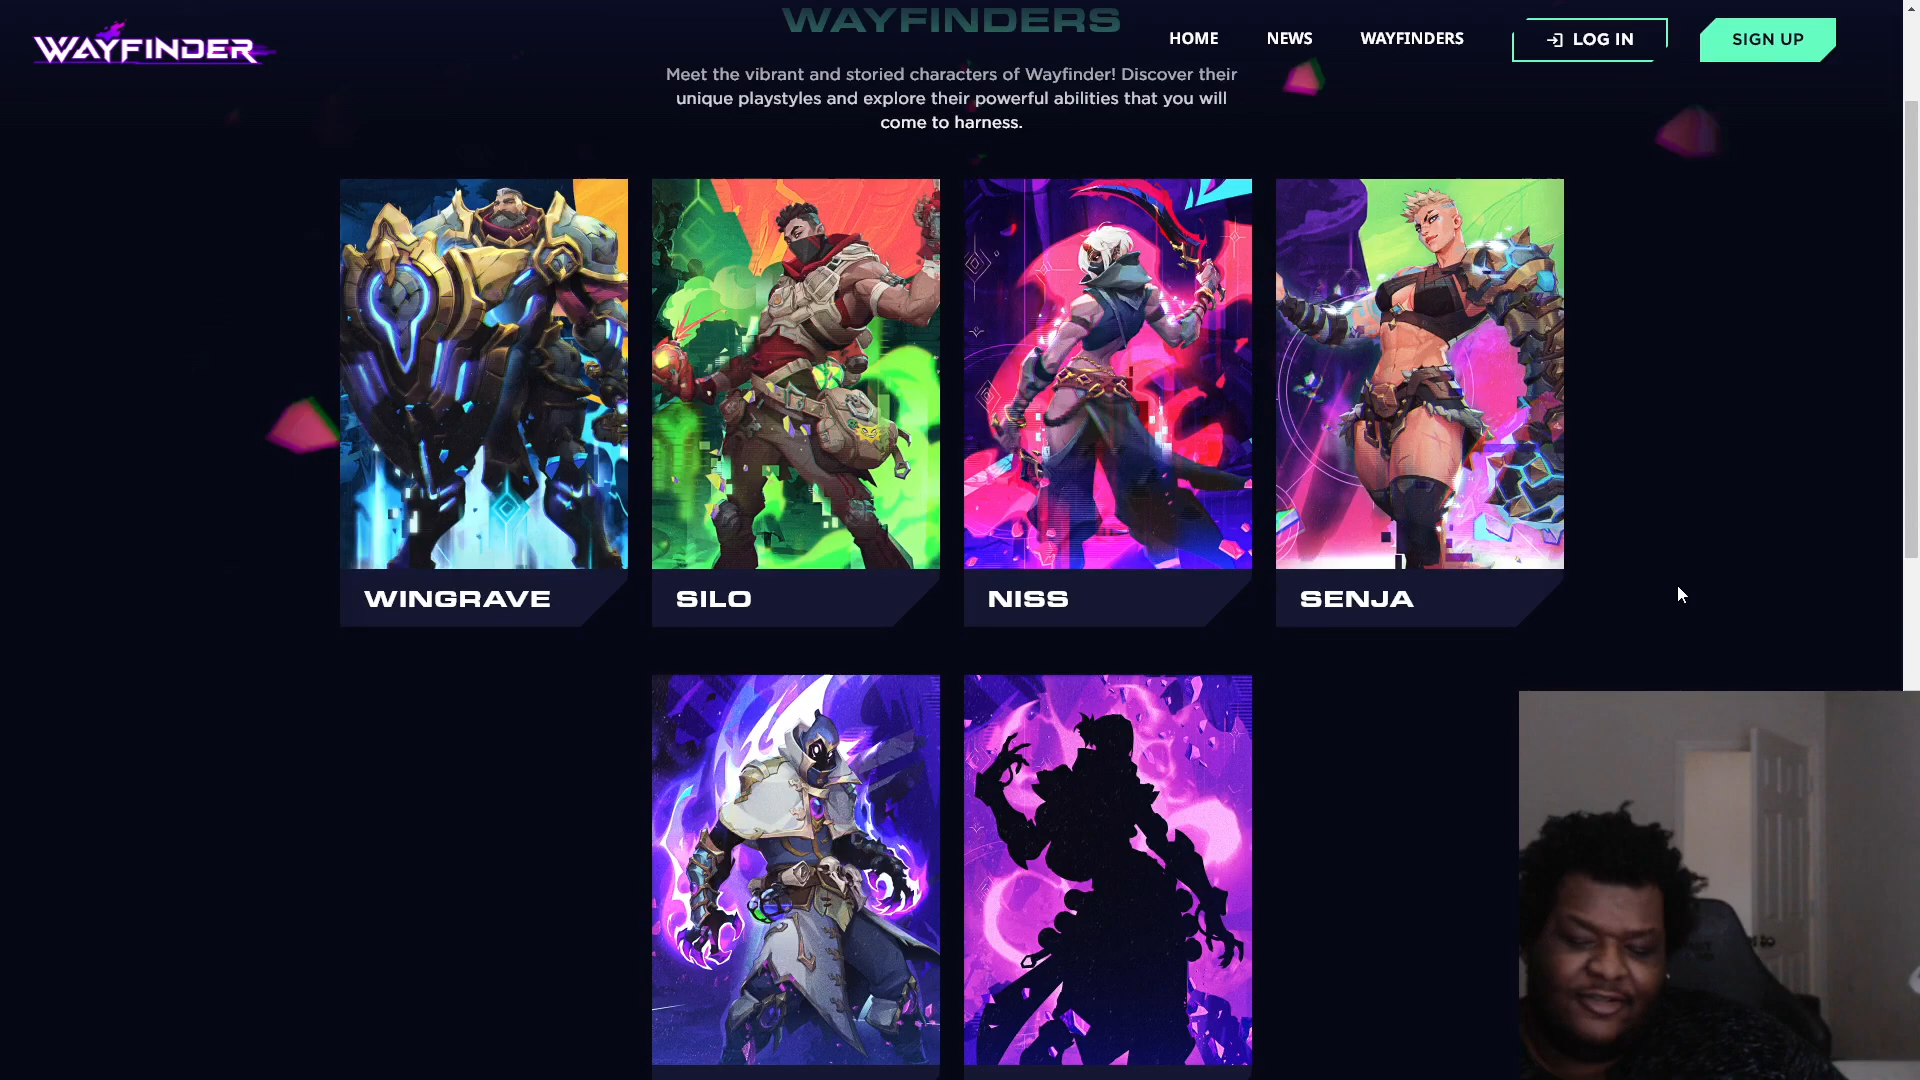 WAYFINDERS
WAYFINDER
HOME
NEWS
WAYFINDERS
LOG IN
SIGN UP
Meet the vibrant and storied characters of Wayfinder! Discover their
unique playstyles and explore their powerful abilities that you will
come to harness.
WINGRAVE
SILO
NISS
SENJA